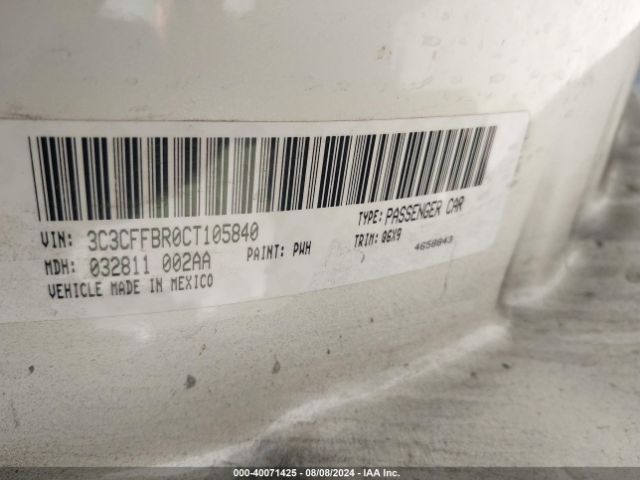 VIN: 3C3CFFBR0CT105840
TYPE: PASSENGER CAR
MDH: 032811 002AA
PAINT: PWH
TRIM: Q6X9
4658843
VEHICLE MADE IN MEXICO
000-40071425 - 08/08/2024 - IAA Inc.